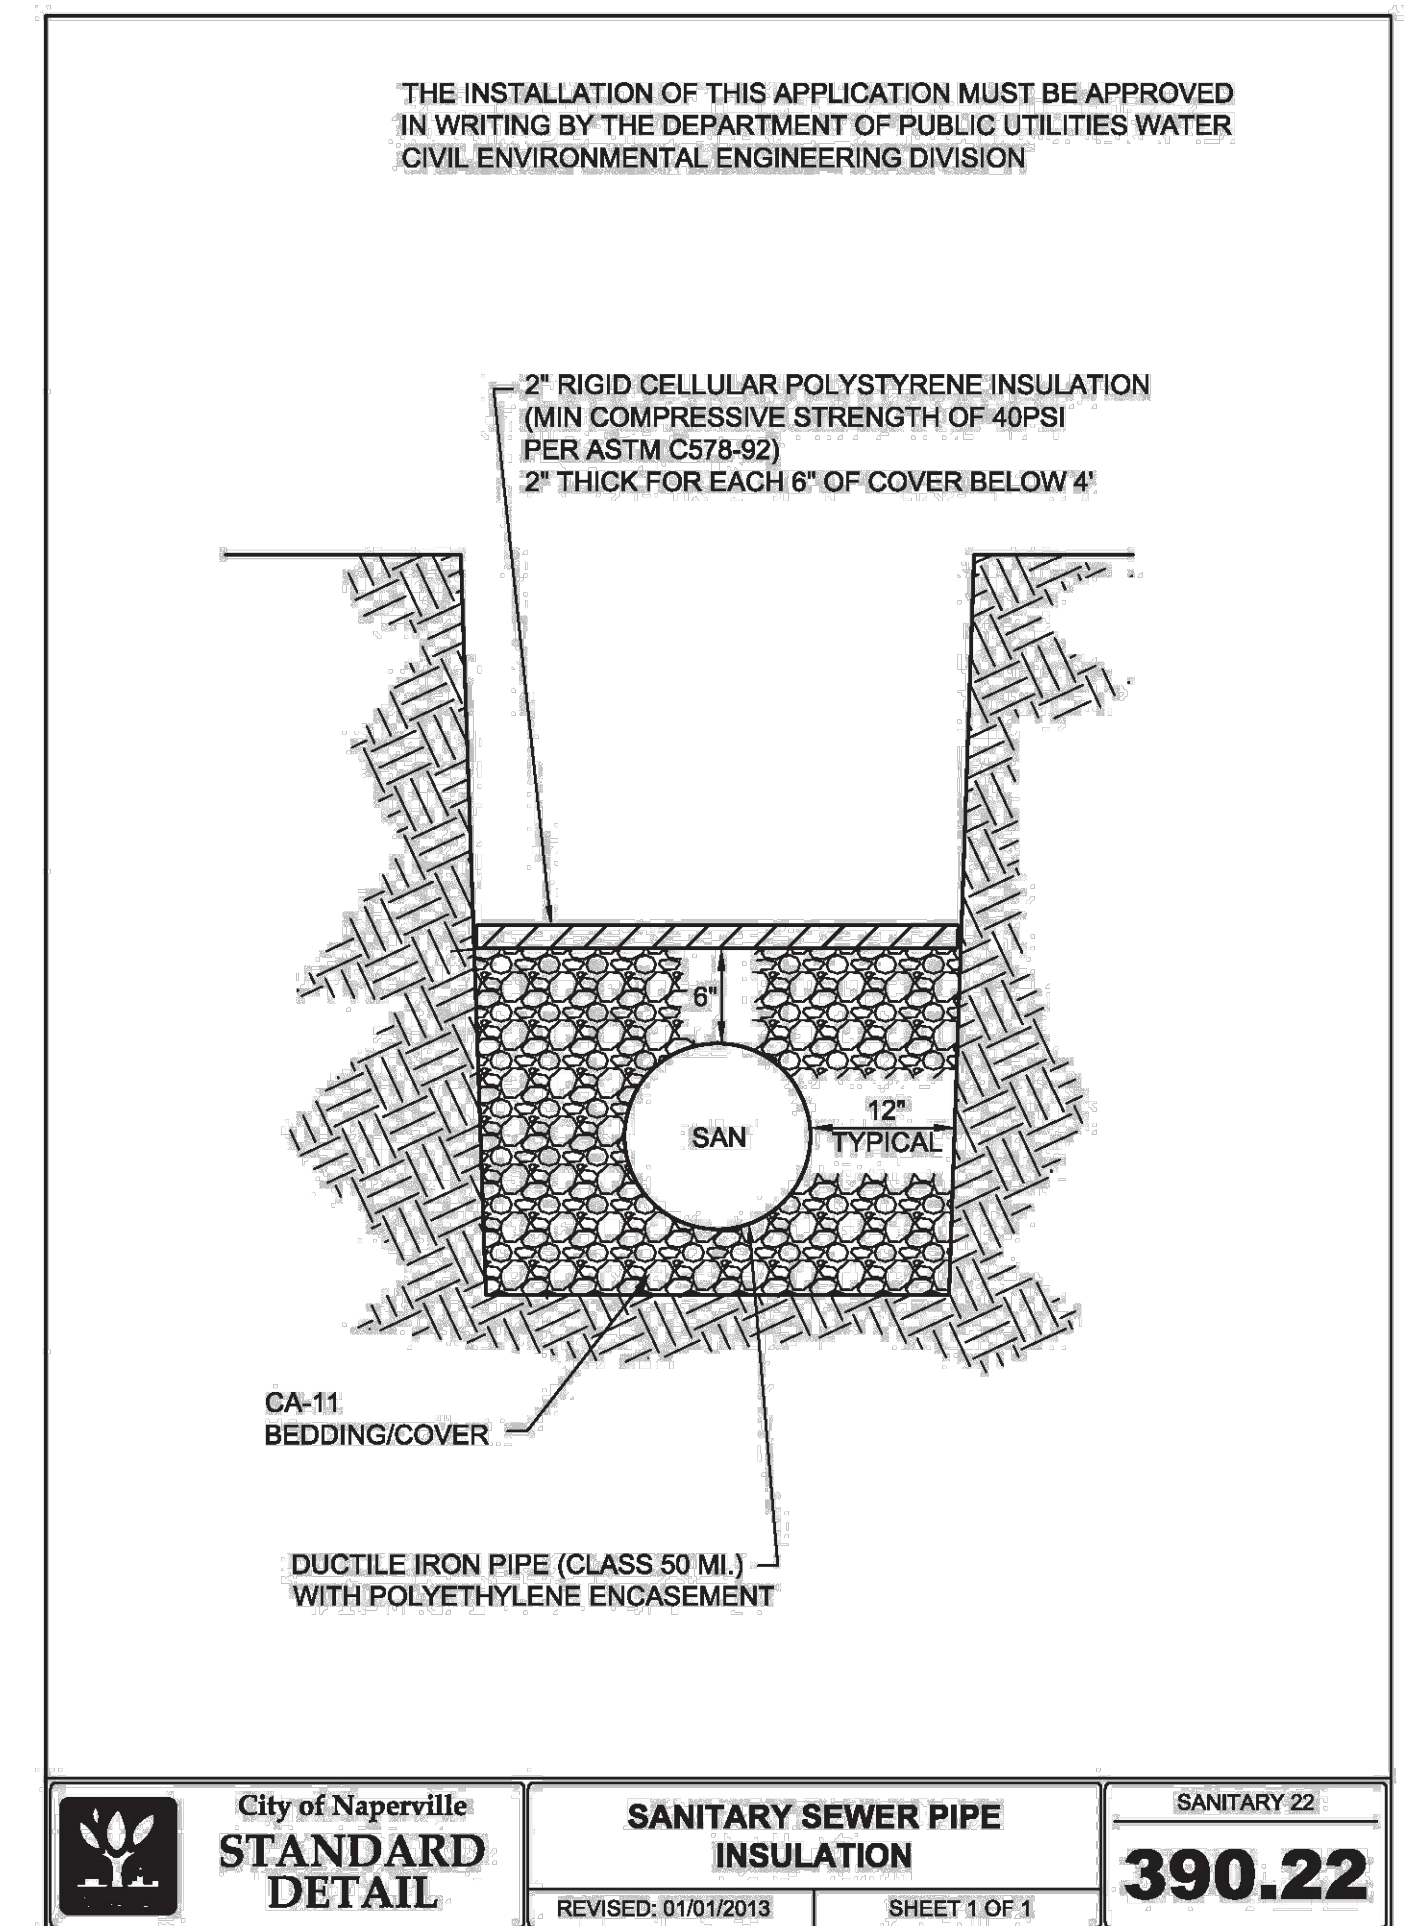 THE INSTALLATION OF THIS APPLICATION MUST BE APPROVED
IN WRITING BY THE DEPARTMENT OF PUBLIC UTILITIES WATER
CIVIL ENVIRONMENTAL ENGINEERING DIVISION
2" RIGID CELLULAR POLYSTYRENE INSULATION
(MIN COMPRESSIVE STRENGTH OF 40PSI
PER ASTM C578-92)
2" THICK FOR EACH 6" OF COVER BELOW 4'
6"
12"
TYPICAL
SAN
CA-11
BEDDING/COVER
DUCTILE IRON PIPE (CLASS 50 MI.)
WITH POLYETHYLENE ENCASEMENT
City of Naperville
STANDARD
DETAIL
SANITARY SEWER PIPE
INSULATION
REVISED: 01/01/2013
SHEET 1 OF 1
SANITARY 22
390.22